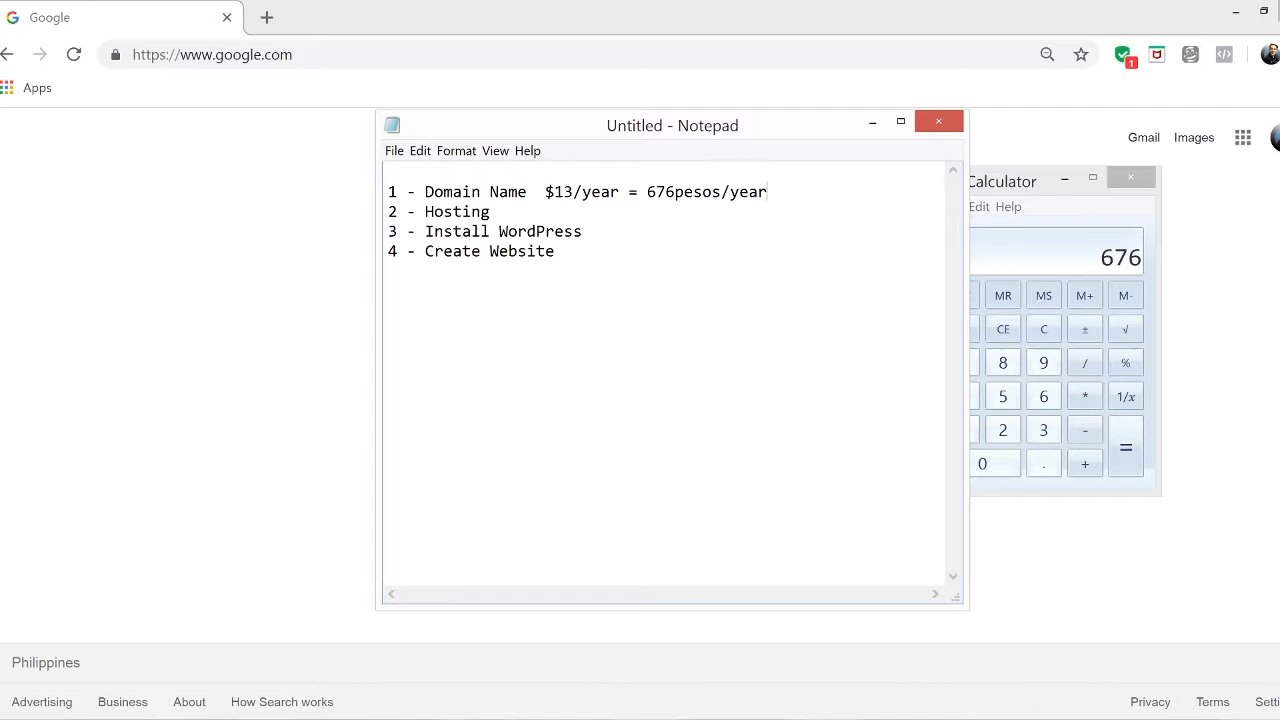 Google
https://www.google.com
1
Apps
Untitled - Notepad
File Edit Format View Help
1 - Domain Name  $13/year = 676pesos/year
2 - Hosting
3 - Install WordPress
4 - Create Website
Gmail Images
Calculator
Edit Help
676
MR MS M+ M-
CE C ± √
8 9 / %
5 6 * 1/x
2 3 - =
0 . +
Philippines
Advertising Business About How Search works
Privacy Terms Setti